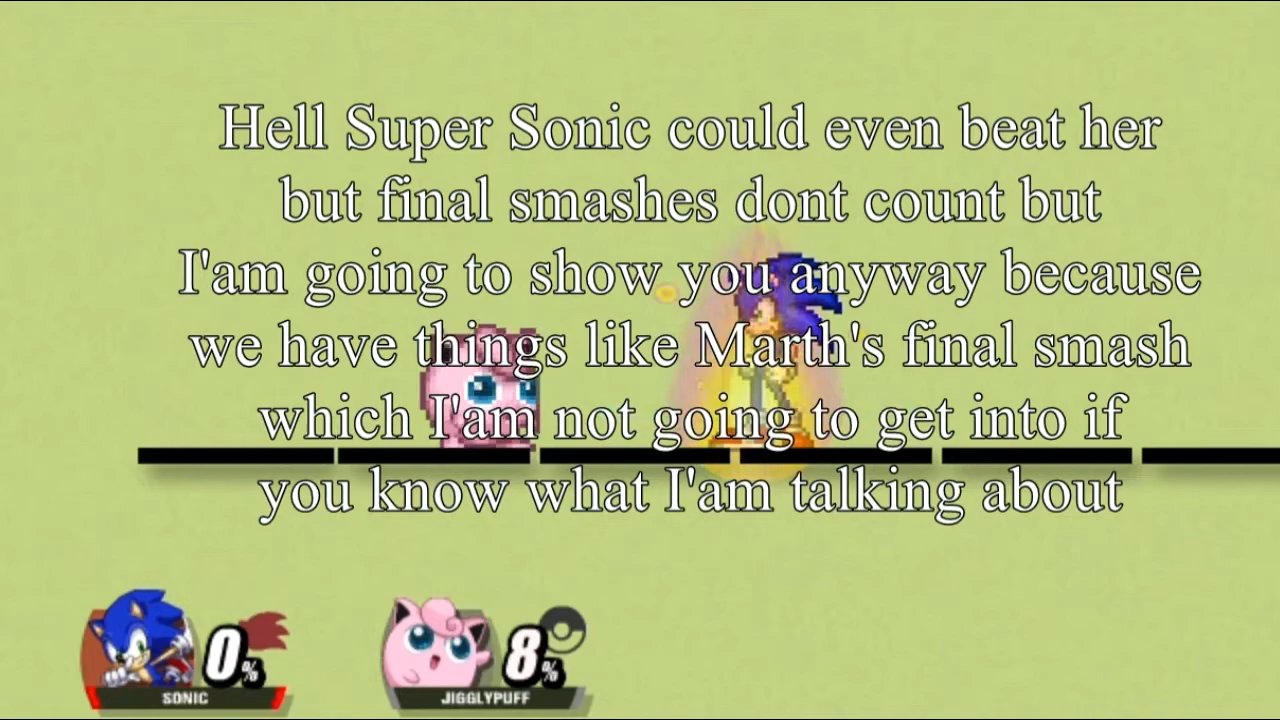 Hell Super Sonic could even beat her
but final smashes dont count but
I'am going to show you anyway because
we have things like Marth's final smash
which I'am not going to get into if
you know what I'am talking about
0%
SONIC
8%
JIGGLYPUFF